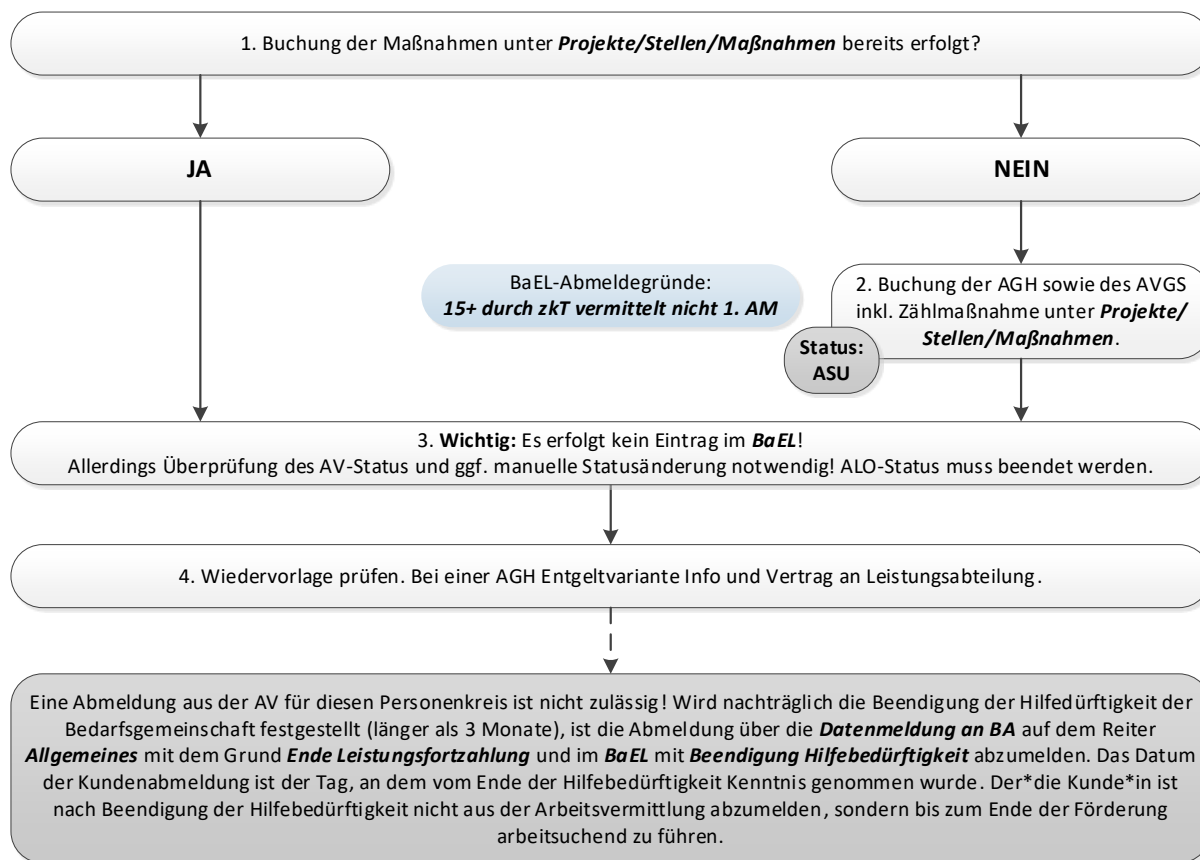 1. Buchung der Maßnahmen unter Projekte/Stellen/Maßnahmen bereits erfolgt?
JA
NEIN
BaEL-Abmeldegründe:
15+ durch zkT vermittelt nicht 1. AM
2. Buchung der AGH sowie des AVGS
inkl. Zählmaßnahme unter Projekte/
Stellen/Maßnahmen.
Status:
ASU
3. Wichtig: Es erfolgt kein Eintrag im BaEL!
Allerdings Überprüfung des AV-Status und ggf. manuelle Statusänderung notwendig! ALO-Status muss beendet werden.
4. Wiedervorlage prüfen. Bei einer AGH Entgeltvariante Info und Vertrag an Leistungsabteilung.
Eine Abmeldung aus der AV für diesen Personenkreis ist nicht zulässig! Wird nachträglich die Beendigung der Hilfedürftigkeit der
Bedarfsgemeinschaft festgestellt (länger als 3 Monate), ist die Abmeldung über die Datenmeldung an BA auf dem Reiter
Allgemeines mit dem Grund Ende Leistungsfortzahlung und im BaEL mit Beendigung Hilfebedürftigkeit abzumelden. Das Datum
der Kundenabmeldung ist der Tag, an dem vom Ende der Hilfebedürftigkeit Kenntnis genommen wurde. Der*die Kunde*in ist
nach Beendigung der Hilfebedürftigkeit nicht aus der Arbeitsvermittlung abzumelden, sondern bis zum Ende der Förderung
arbeitsuchend zu führen.